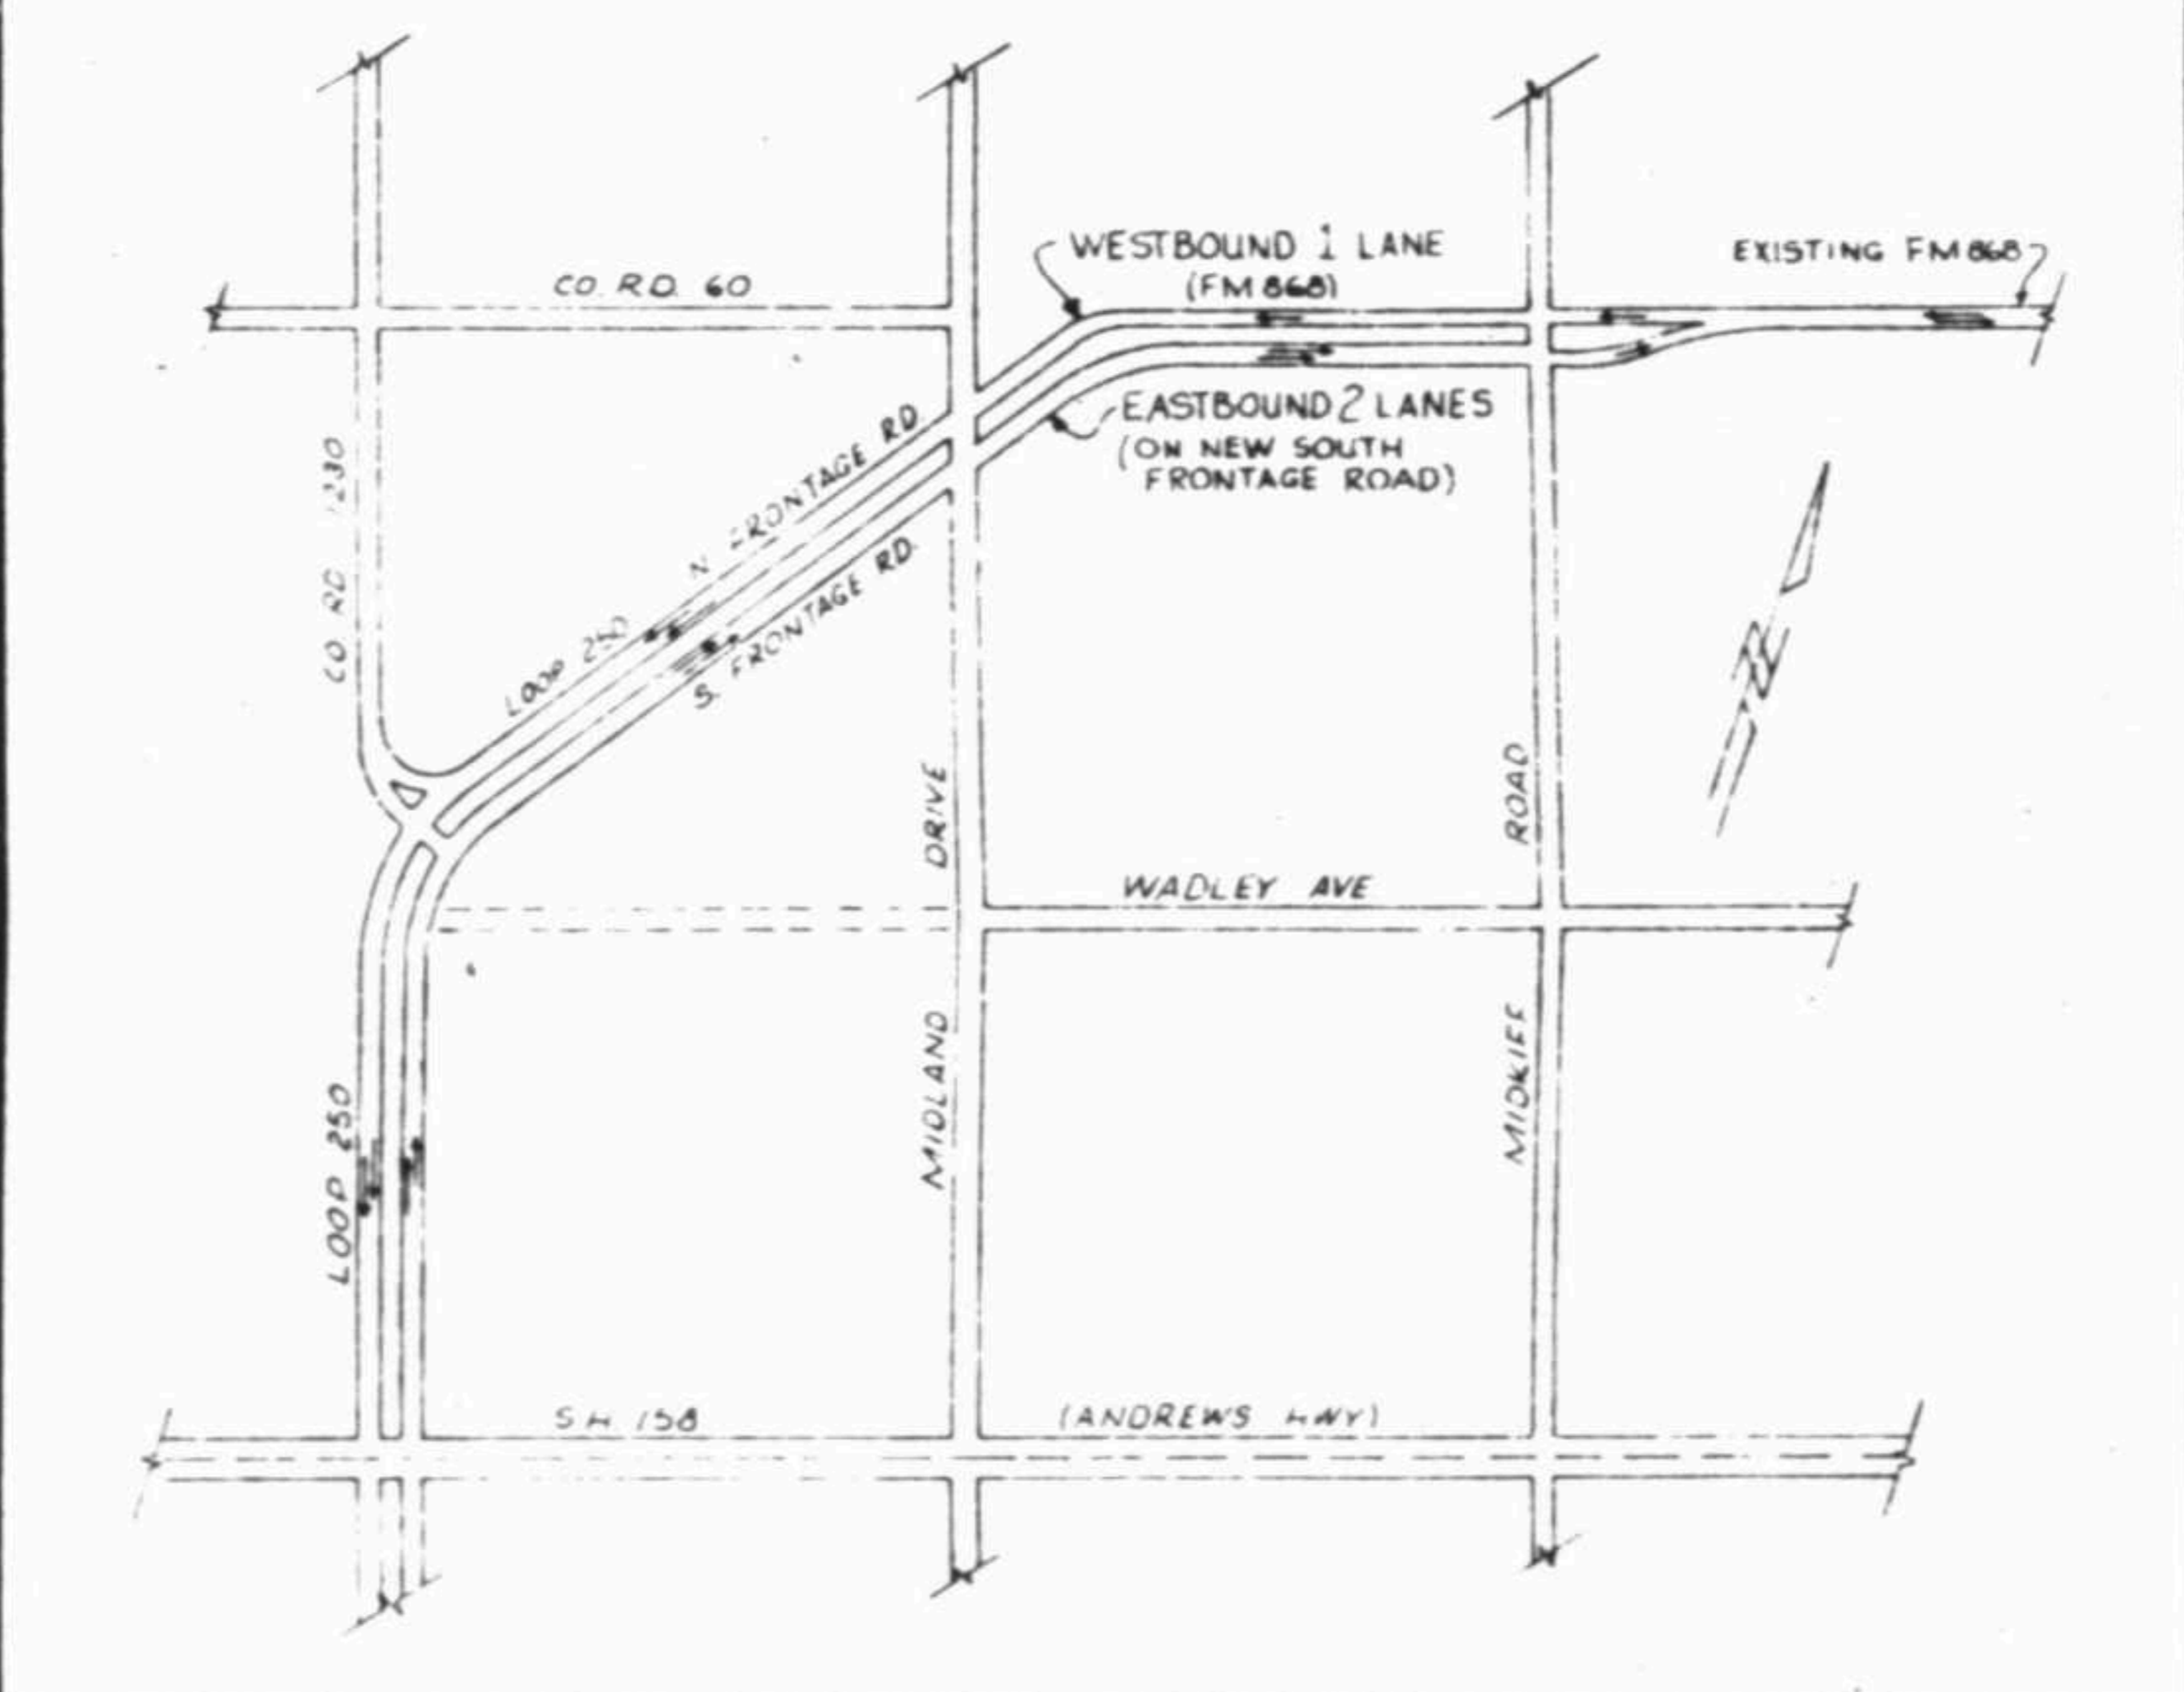 WESTBOUND 1 LANE
(FM 868)
EXISTING FM 868
CO. RD. 60
EASTBOUND 2 LANES
(ON NEW SOUTH
FRONTAGE ROAD)
CO RD 1230
N. FRONTAGE RD.
LOOP 250
S. FRONTAGE RD.
MIDLAND DRIVE
MIDKIFF ROAD
WADLEY AVE
N
LOOP 250
SH 158
(ANDREWS HWY)